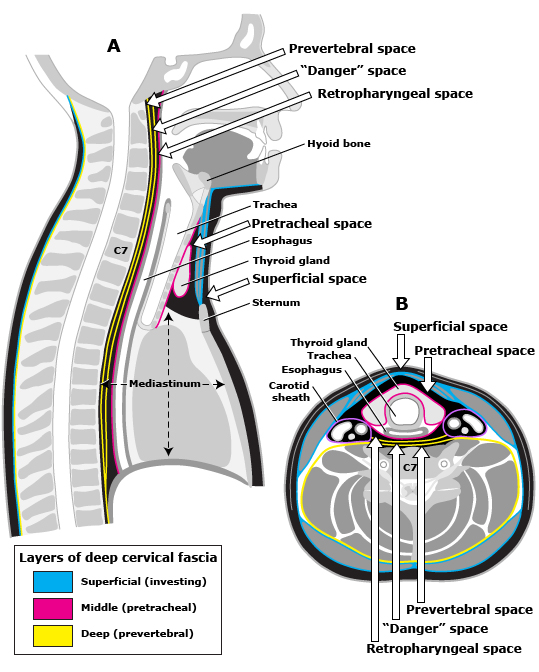 A
Prevertebral space
“Danger” space
Retropharyngeal space
Hyoid bone
Trachea
Pretracheal space
Esophagus
C7
Thyroid gland
Superficial space
Sternum
Mediastinum
B
Superficial space
Thyroid gland
Pretracheal space
Trachea
Esophagus
Carotid
sheath
C7
Prevertebral space
“Danger” space
Retropharyngeal space
Layers of deep cervical fascia
Superficial (investing)
Middle (pretracheal)
Deep (prevertebral)